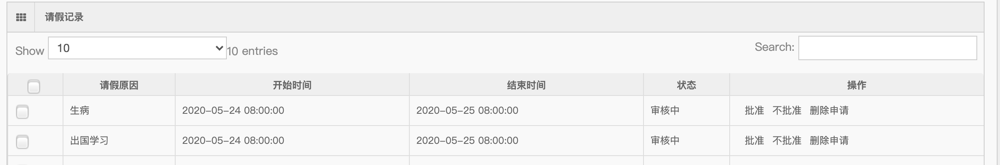 请假记录
Show 10 10 entries Search:
请假原因 开始时间 结束时间 状态 操作
生病 2020-05-24 08:00:00 2020-05-25 08:00:00 审核中 批准 不批准 删除申请
出国学习 2020-05-24 08:00:00 2020-05-25 08:00:00 审核中 批准 不批准 删除申请